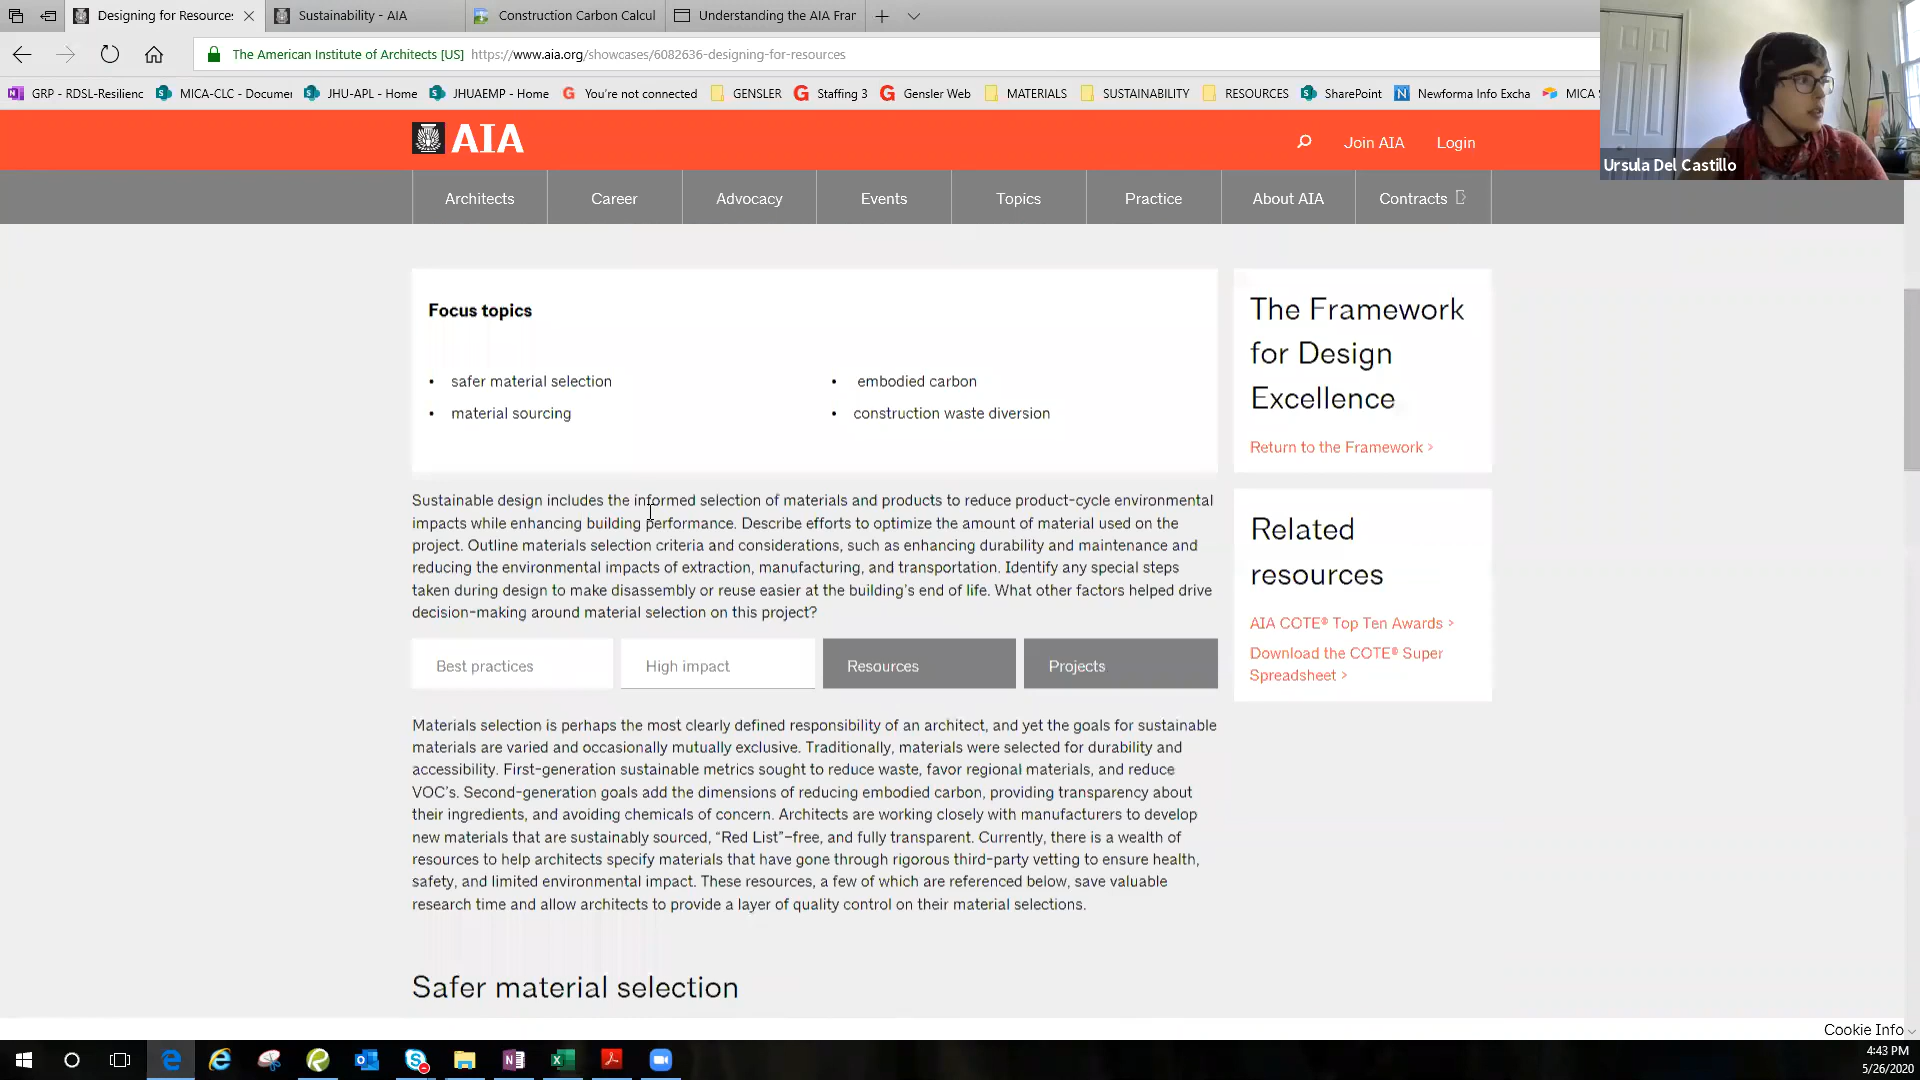 Designing for Resource:
Sustainability - AIA
Construction Carbon Calcul
Understanding the AIA Frar
The American Institute of Architects [US]
https://www.aia.org/showcases/6082636-designing-for-resources
GRP - RDSL-Resilienc
MICA-CLC - Documer
JHU-APL - Home
JHUAEMP - Home
You're not connected
GENSLER
Staffing 3
Gensler Web
MATERIALS
SUSTAINABILITY
RESOURCES
SharePoint
Newforma Info Excha
MICA
Ursula Del Castillo
AIA
Join AIA
Login
Architects
Career
Advocacy
Events
Topics
Practice
About AIA
Contracts
Focus topics
• safer material selection
• material sourcing
• embodied carbon
• construction waste diversion
The Framework
for Design
Excellence
Return to the Framework >
Sustainable design includes the informed selection of materials and products to reduce product-cycle environmental
impacts while enhancing building performance. Describe efforts to optimize the amount of material used on the
project. Outline materials selection criteria and considerations, such as enhancing durability and maintenance and
reducing the environmental impacts of extraction, manufacturing, and transportation. Identify any special steps
taken during design to make disassembly or reuse easier at the building's end of life. What other factors helped drive
decision-making around material selection on this project?
Related
resources
AIA COTE® Top Ten Awards >
Download the COTE® Super
Spreadsheet >
Best practices
High impact
Resources
Projects
Materials selection is perhaps the most clearly defined responsibility of an architect, and yet the goals for sustainable
materials are varied and occasionally mutually exclusive. Traditionally, materials were selected for durability and
accessibility. First-generation sustainable metrics sought to reduce waste, favor regional materials, and reduce
VOC's. Second-generation goals add the dimensions of reducing embodied carbon, providing transparency about
their ingredients, and avoiding chemicals of concern. Architects are working closely with manufacturers to develop
new materials that are sustainably sourced, “Red List”–free, and fully transparent. Currently, there is a wealth of
resources to help architects specify materials that have gone through rigorous third-party vetting to ensure health,
safety, and limited environmental impact. These resources, a few of which are referenced below, save valuable
research time and allow architects to provide a layer of quality control on their material selections.
Safer material selection
Cookie Info
4:43 PM
5/26/2020